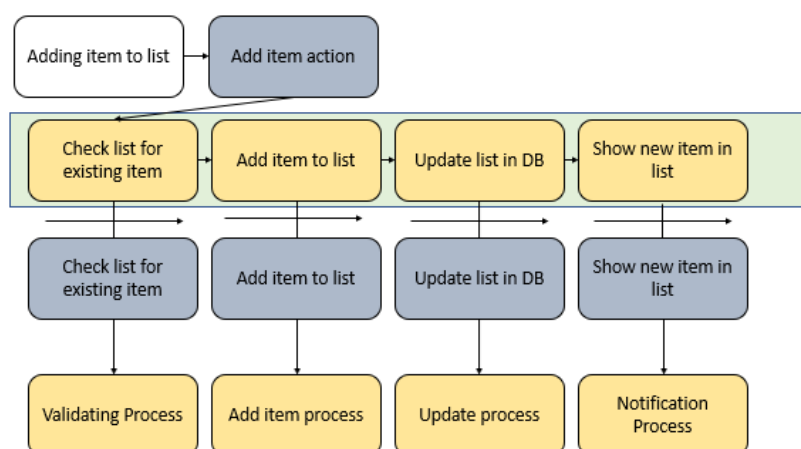 Adding item to list
Add item action
Check list for
existing item
Add item to list
Update list in DB
Show new item in
list
Check list for
existing item
Add item to list
Update list in DB
Show new item in
list
Validating Process
Add item process
Update process
Notification
Process